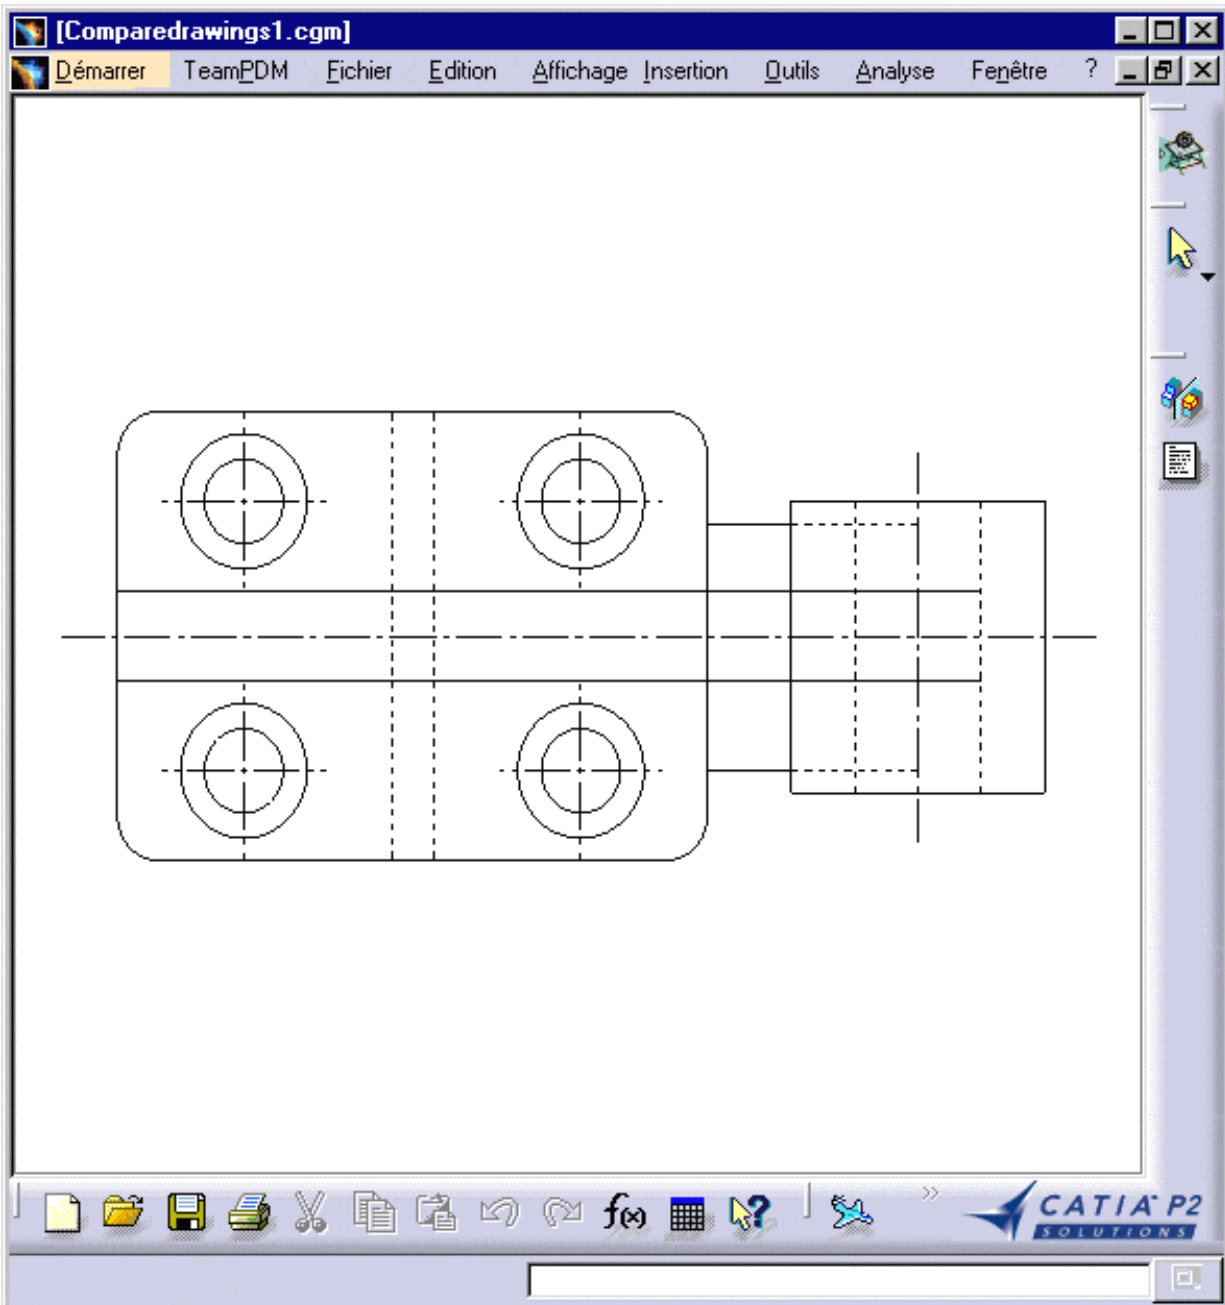 [Comparedrawings1.cgm]
Démarrer TeamPDM Fichier Edition Affichage Insertion Outils Analyse Fenêtre ?
f(x)
CATIA P2
SOLUTIONS